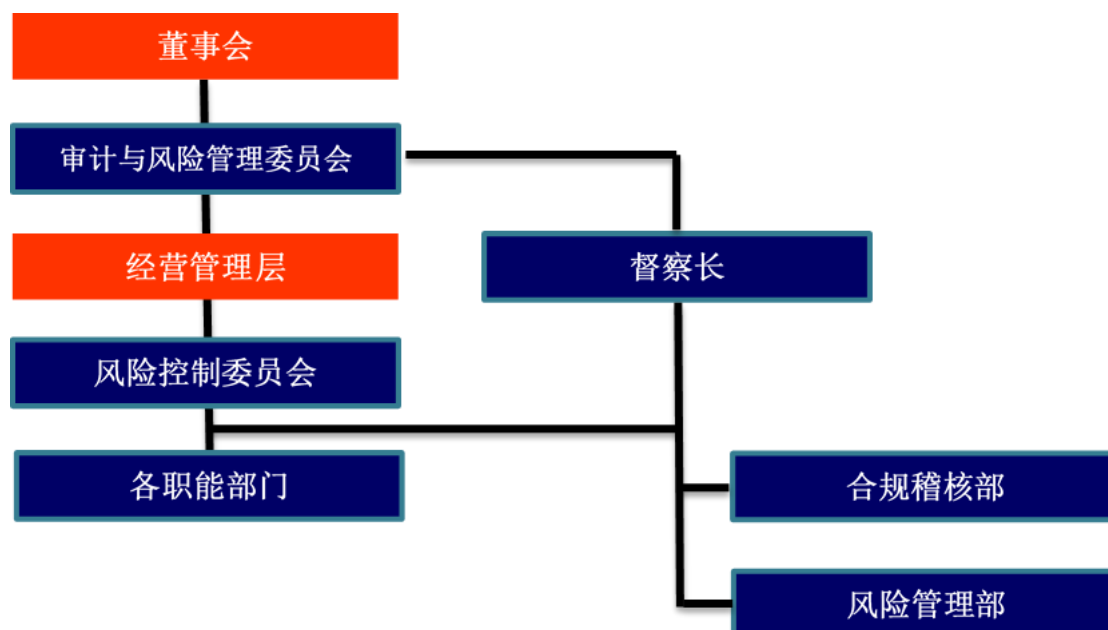 董事会
审计与风险管理委员会
经营管理层
督察长
风险控制委员会
各职能部门
合规稽核部
风险管理部